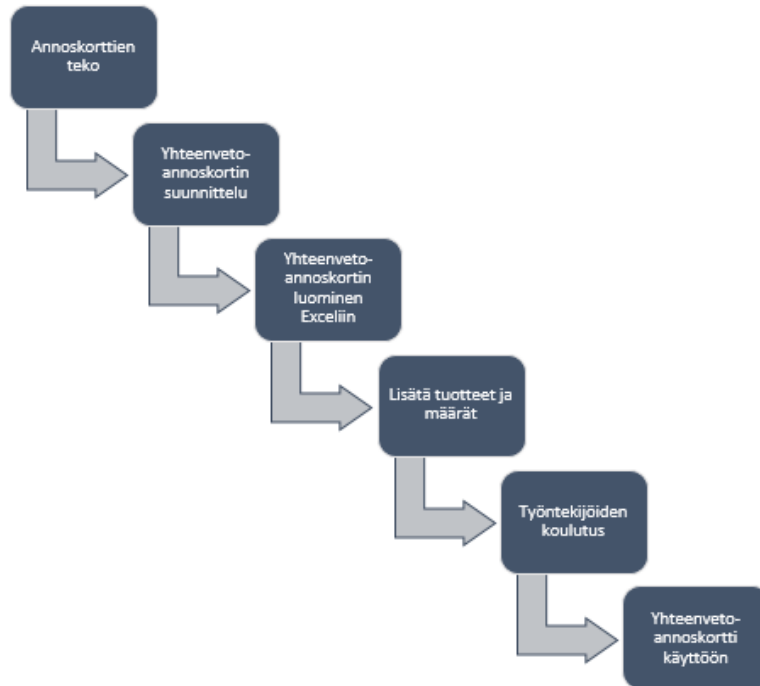 Annoskorttien
teko
Yhteenveto-
annoskortin
suunnittelu
Yhteenveto-
annoskortin
luominen
Exceliin
Lisätä tuotteet ja
määrät
Työntekijöiden
koulutus
Yhteenveto-
annoskortti
käyttöön